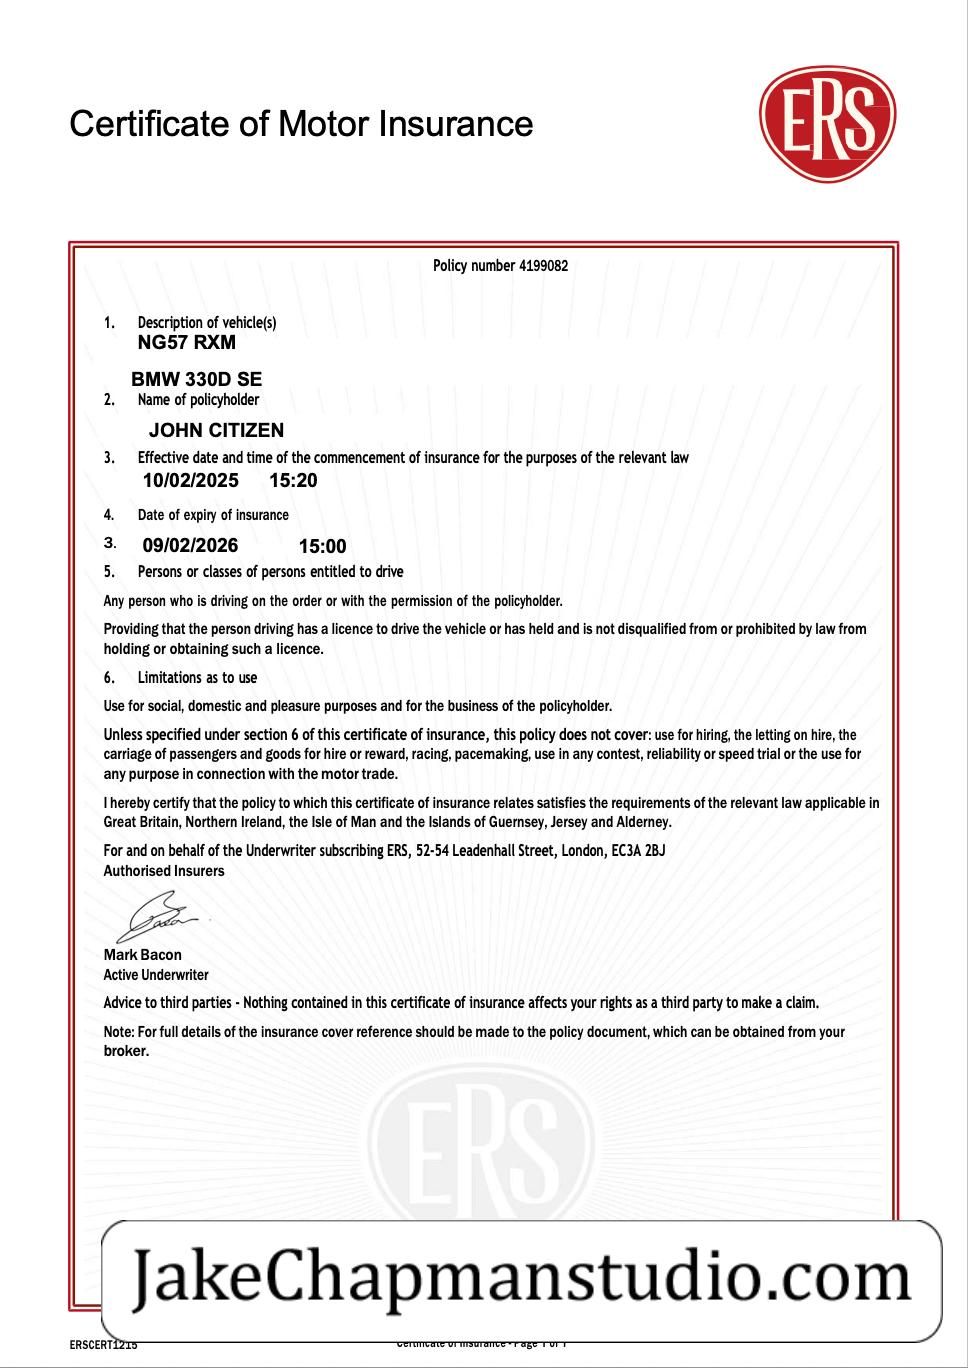 Certificate of Motor Insurance
ERS
Policy number 4199082
1. Description of vehicle(s)
NG57 RXM
BMW 330D SE
2. Name of policyholder
JOHN CITIZEN
3. Effective date and time of the commencement of insurance for the purposes of the relevant law
10/02/2025 15:20
4. Date of expiry of insurance
3. 09/02/2026 15:00
5. Persons or classes of persons entitled to drive
Any person who is driving on the order or with the permission of the policyholder.
Providing that the person driving has a licence to drive the vehicle or has held and is not disqualified from or prohibited by law from
holding or obtaining such a licence.
6. Limitations as to use
Use for social, domestic and pleasure purposes and for the business of the policyholder.
Unless specified under section 6 of this certificate of insurance, this policy does not cover: use for hiring, the letting on hire, the
carriage of passengers and goods for hire or reward, racing, pacemaking, use in any contest, reliability or speed trial or the use for
any purpose in connection with the motor trade.
I hereby certify that the policy to which this certificate of insurance relates satisfies the requirements of the relevant law applicable in
Great Britain, Northern Ireland, the Isle of Man and the Islands of Guernsey, Jersey and Alderney.
For and on behalf of the Underwriter subscribing ERS, 52-54 Leadenhall Street, London, EC3A 2BJ
Authorised Insurers
Mark Bacon
Active Underwriter
Advice to third parties - Nothing contained in this certificate of insurance affects your rights as a third party to make a claim.
Note: For full details of the insurance cover reference should be made to the policy document, which can be obtained from your
broker.
ERS
JakeChapmanstudio.com
ERSCERT1215 Certificate of Insurance - Page 1 of 1